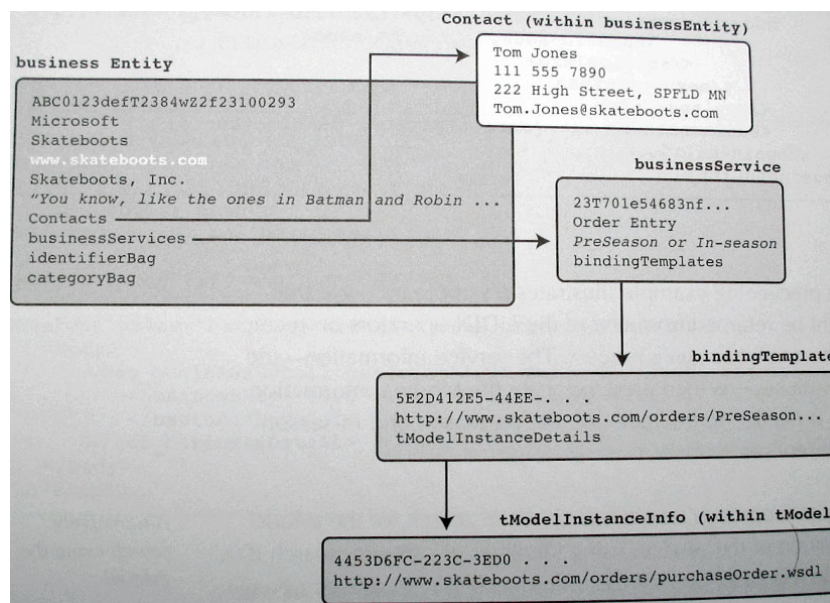 Contact (within businessEntity)
Tom Jones
111 555 7890
222 High Street, SPFLD MN
Tom.Jones@skateboots.com
business Entity
ABC0123defT2384wZ2f23100293
Microsoft
Skateboots
www.skateboots.com
Skateboots, Inc.
"You know, like the ones in Batman and Robin ...
Contacts
businessServices
identifierBag
categoryBag
businessService
23T701e54683nf...
Order Entry
PreSeason or In-season
bindingTemplates
bindingTemplate
5E2D412E5-44EE-...
http://www.skateboots.com/orders/PreSeason...
tModelInstanceDetails
tModelInstanceInfo (within tModel
4453D6FC-223C-3ED0 . . .
http://www.skateboots.com/orders/purchaseOrder.wsdl